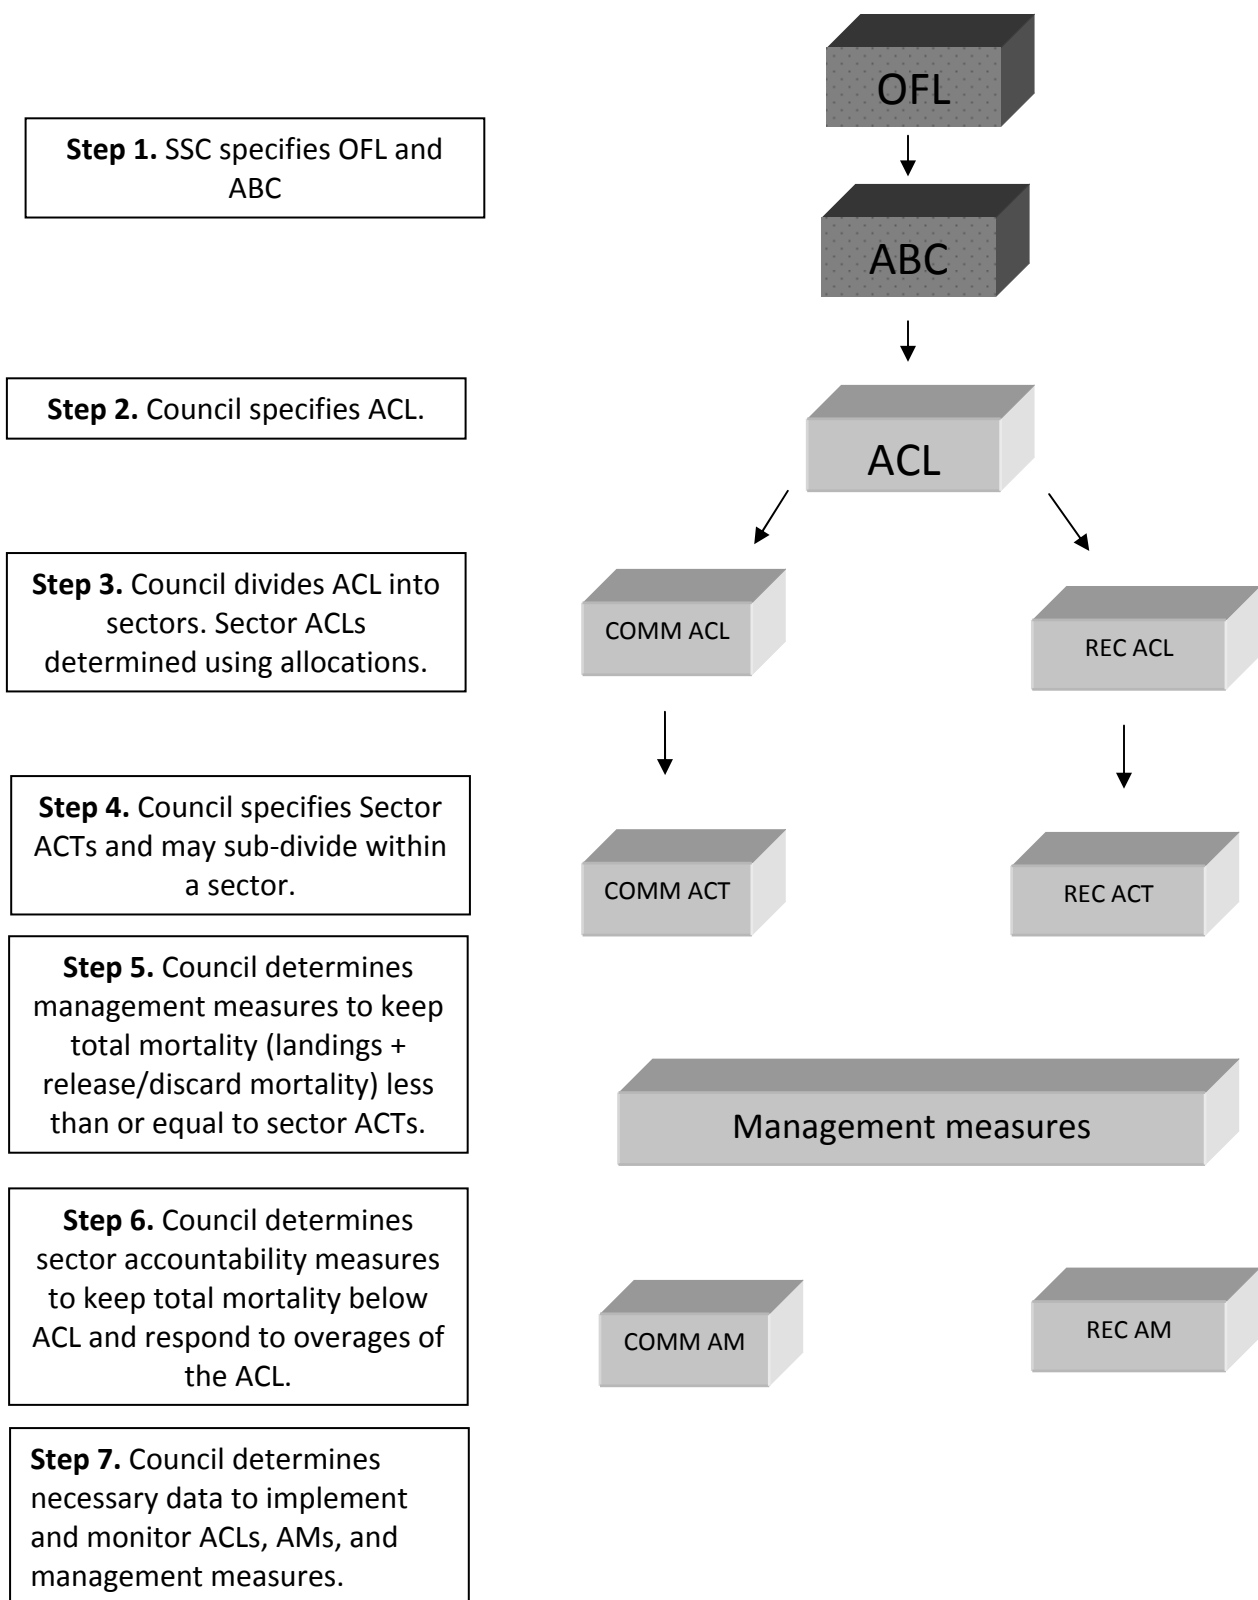 OFL
Step 1. SSC specifies OFL and
ABC
ABC
Step 2. Council specifies ACL.
ACL
Step 3. Council divides ACL into
sectors. Sector ACLs
determined using allocations.
COMM ACL
REC ACL
Step 4. Council specifies Sector
ACTs and may sub-divide within
a sector.
COMM ACT
REC ACT
Step 5. Council determines
management measures to keep
total mortality (landings +
release/discard mortality) less
than or equal to sector ACTs.
Management measures
Step 6. Council determines
sector accountability measures
to keep total mortality below
ACL and respond to overages of
the ACL.
COMM AM
REC AM
Step 7. Council determines
necessary data to implement
and monitor ACLs, AMs, and
management measures.